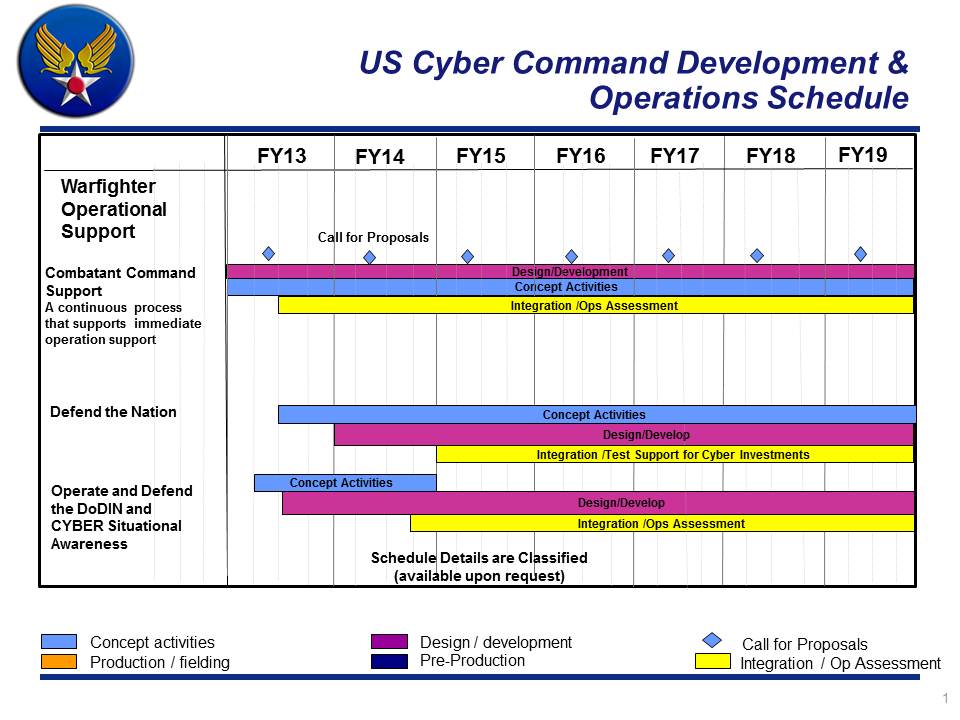 US Cyber Command Development &
Operations Schedule
FY13 FY14 FY15 FY16 FY17 FY18 FY19
Warfighter
Operational
Support
Call for Proposals
Combatant Command
Support
A continuous process
that supports immediate
operation support
Design/Development
Concept Activities
Integration /Ops Assessment
Defend the Nation
Concept Activities
Design/Develop
Integration /Test Support for Cyber Investments
Operate and Defend
the DoDIN and
CYBER Situational
Awareness
Concept Activities
Design/Develop
Integration /Ops Assessment
Schedule Details are Classified
(available upon request)
Concept activities
Production / fielding
Design / development
Pre-Production
Call for Proposals
Integration / Op Assessment
1